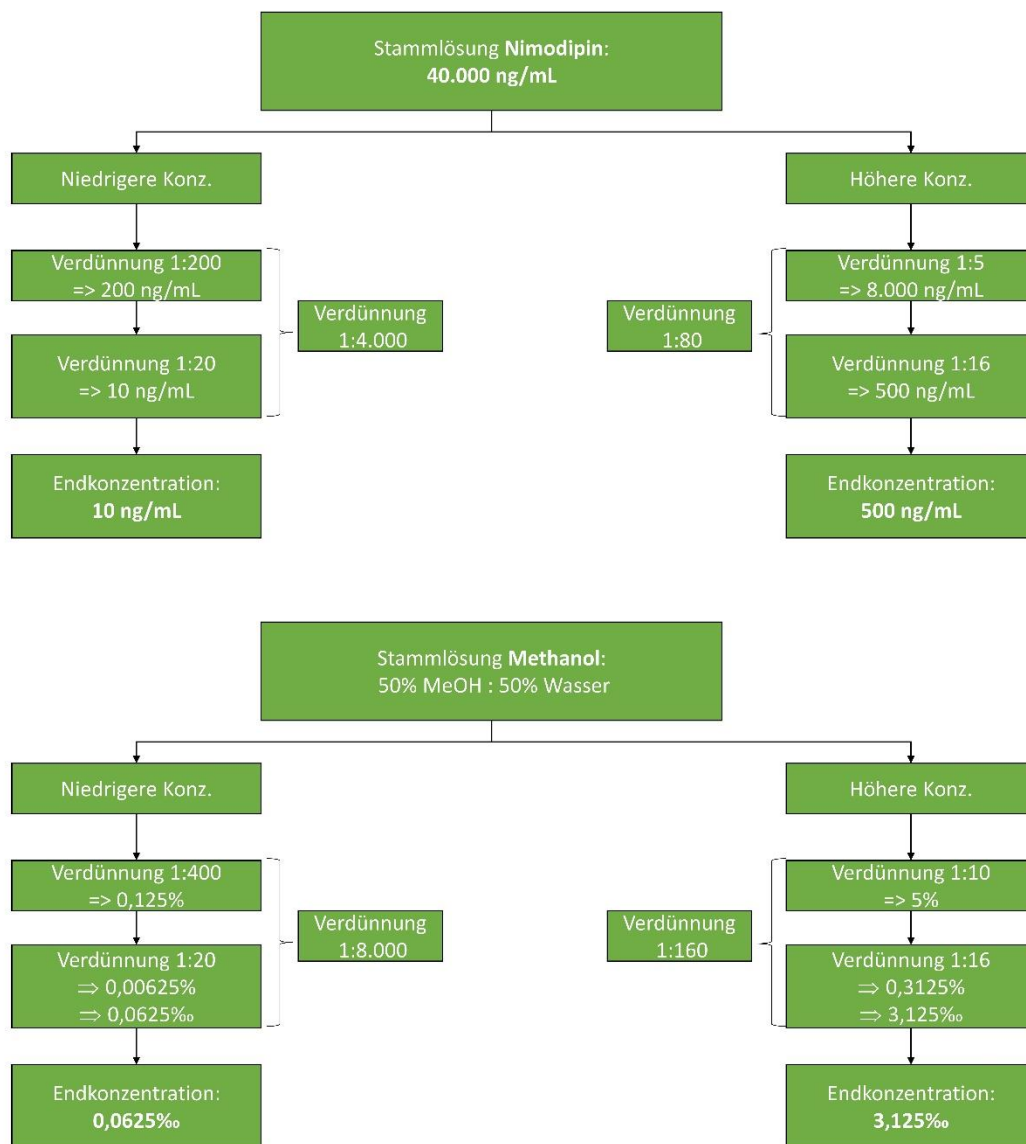 Stammlösung Nimodipin:
40.000 ng/mL
Niedrigere Konz.
Höhere Konz.
Verdünnung 1:200
=> 200 ng/mL
Verdünnung
1:4.000
Verdünnung 1:20
=> 10 ng/mL
Endkonzentration:
10 ng/mL
Verdünnung 1:5
=> 8.000 ng/mL
Verdünnung
1:80
Verdünnung 1:16
=> 500 ng/mL
Endkonzentration:
500 ng/mL
Stammlösung Methanol:
50% MeOH : 50% Wasser
Niedrigere Konz.
Höhere Konz.
Verdünnung 1:400
=> 0,125%
Verdünnung
1:8.000
Verdünnung 1:20
⇒ 0,00625%
⇒ 0,0625‰
Endkonzentration:
0,0625‰
Verdünnung 1:10
=> 5%
Verdünnung
1:160
Verdünnung 1:16
⇒ 0,3125%
⇒ 3,125‰
Endkonzentration:
3,125‰